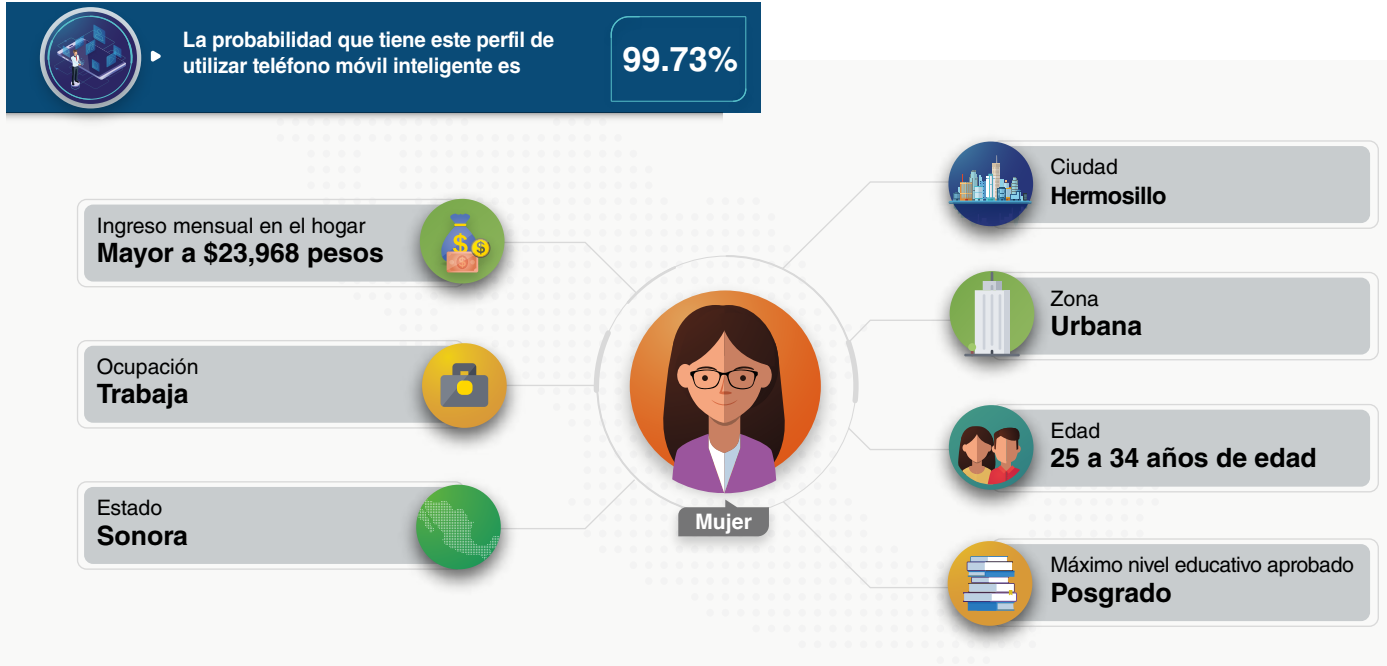 La probabilidad que tiene este perfil de
utilizar teléfono móvil inteligente es
99.73%
Ingreso mensual en el hogar
Mayor a $23,968 pesos
Ocupación
Trabaja
Estado
Sonora
Mujer
Ciudad
Hermosillo
Zona
Urbana
Edad
25 a 34 años de edad
Máximo nivel educativo aprobado
Posgrado